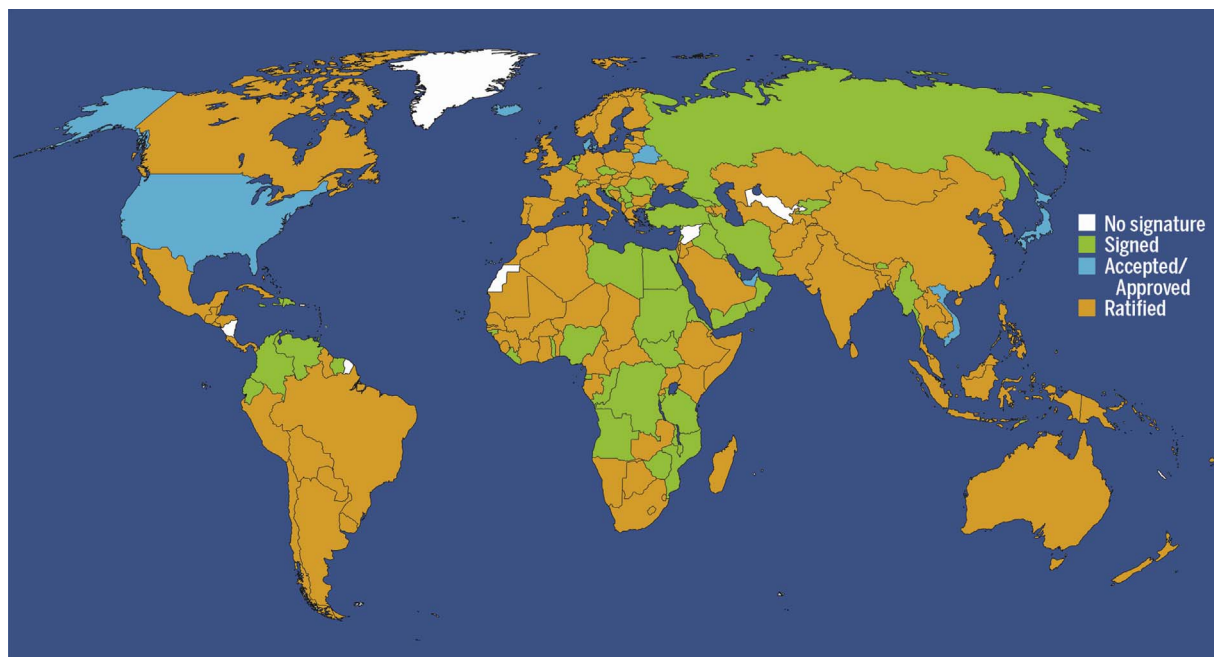 No signature
Signed
Accepted/
Approved
Ratified